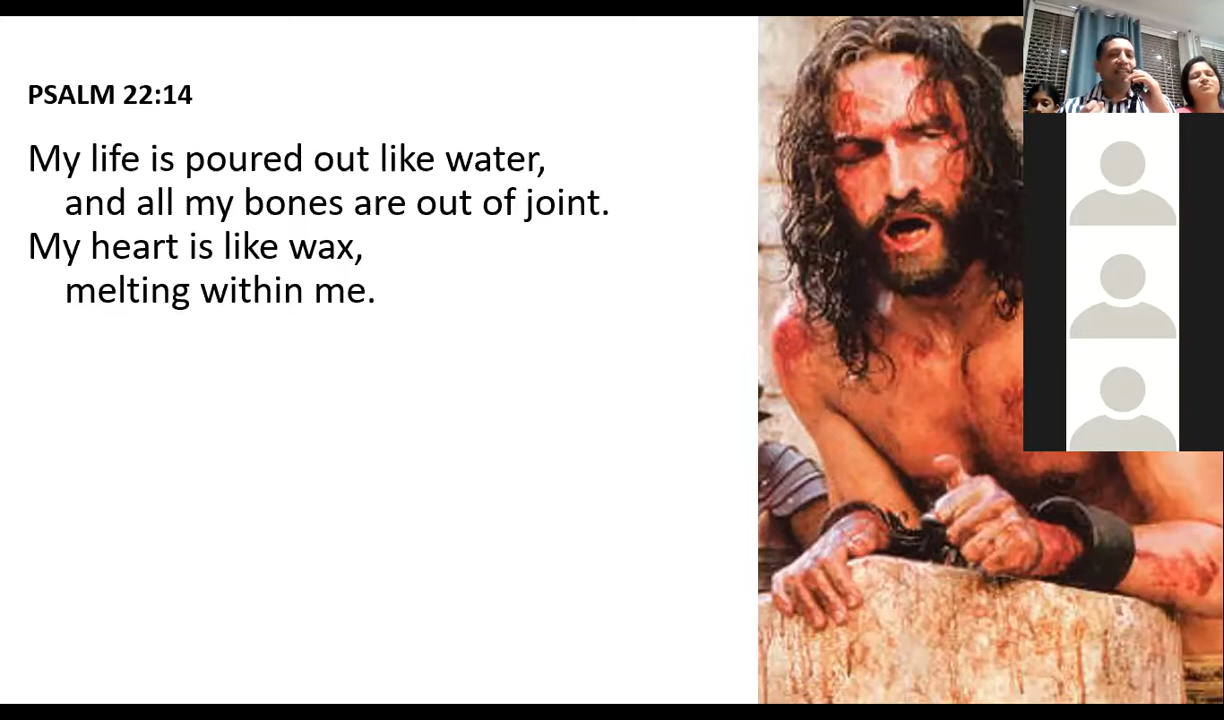 PSALM 22:14
My life is poured out like water,
and all my bones are out of joint.
My heart is like wax,
melting within me.